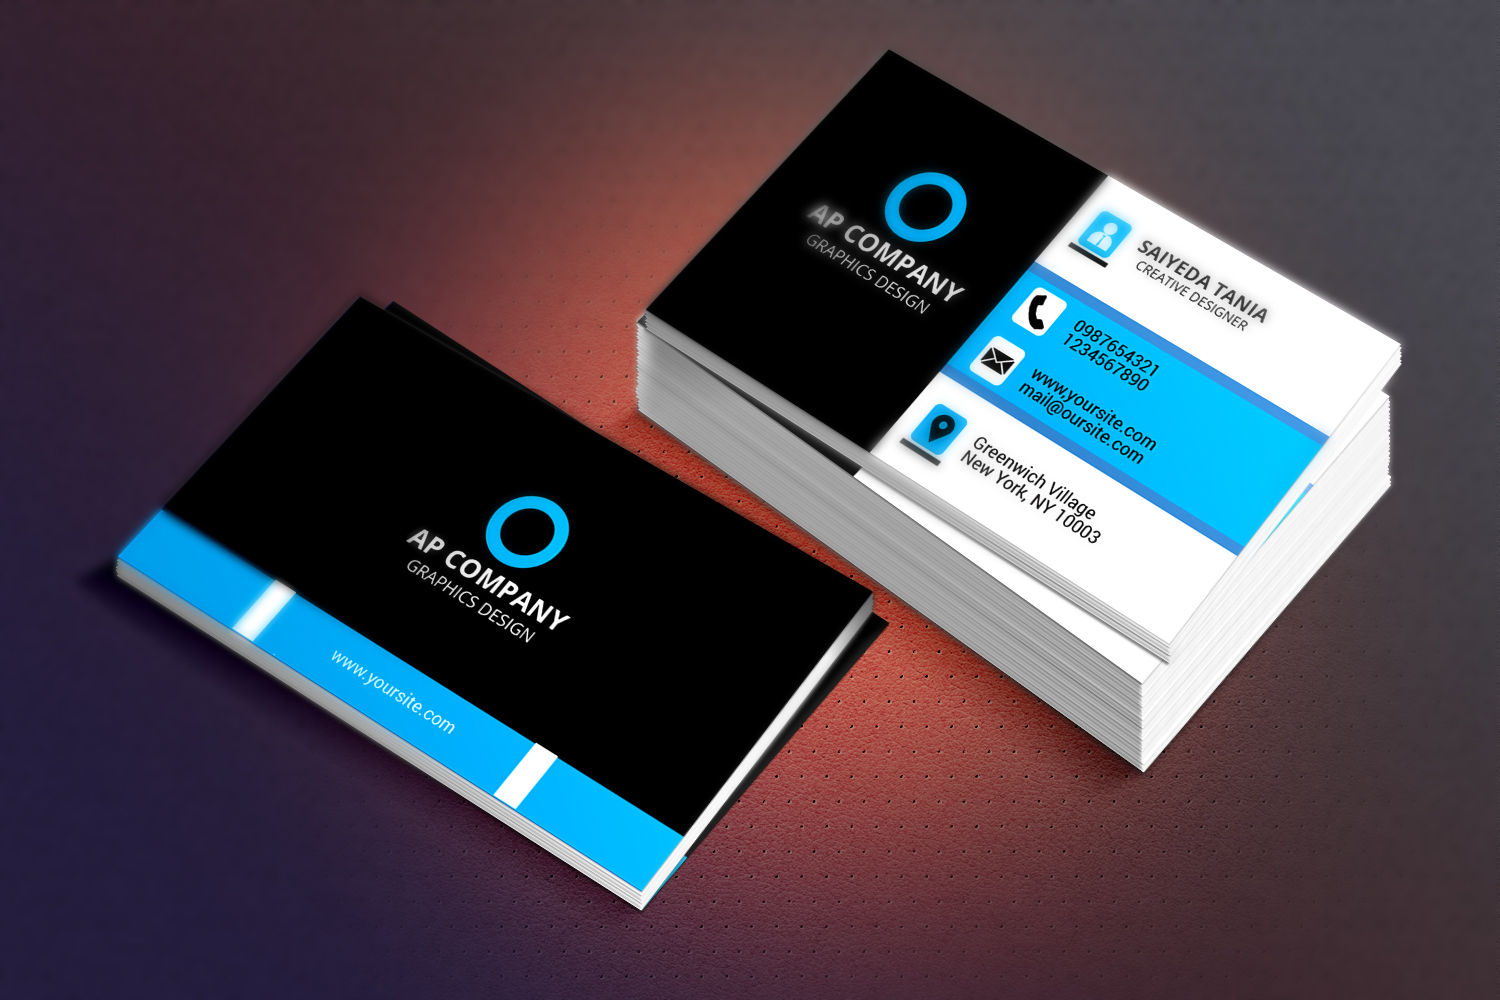 AP COMPANY
GRAPHICS DESIGN
SAIYEDA TANIA
CREATIVE DESIGNER
0987654321
1234567890
www.yoursite.com
mail@oursite.com
Greenwich Village
New York, NY 10003
AP COMPANY
GRAPHICS DESIGN
www.yoursite.com